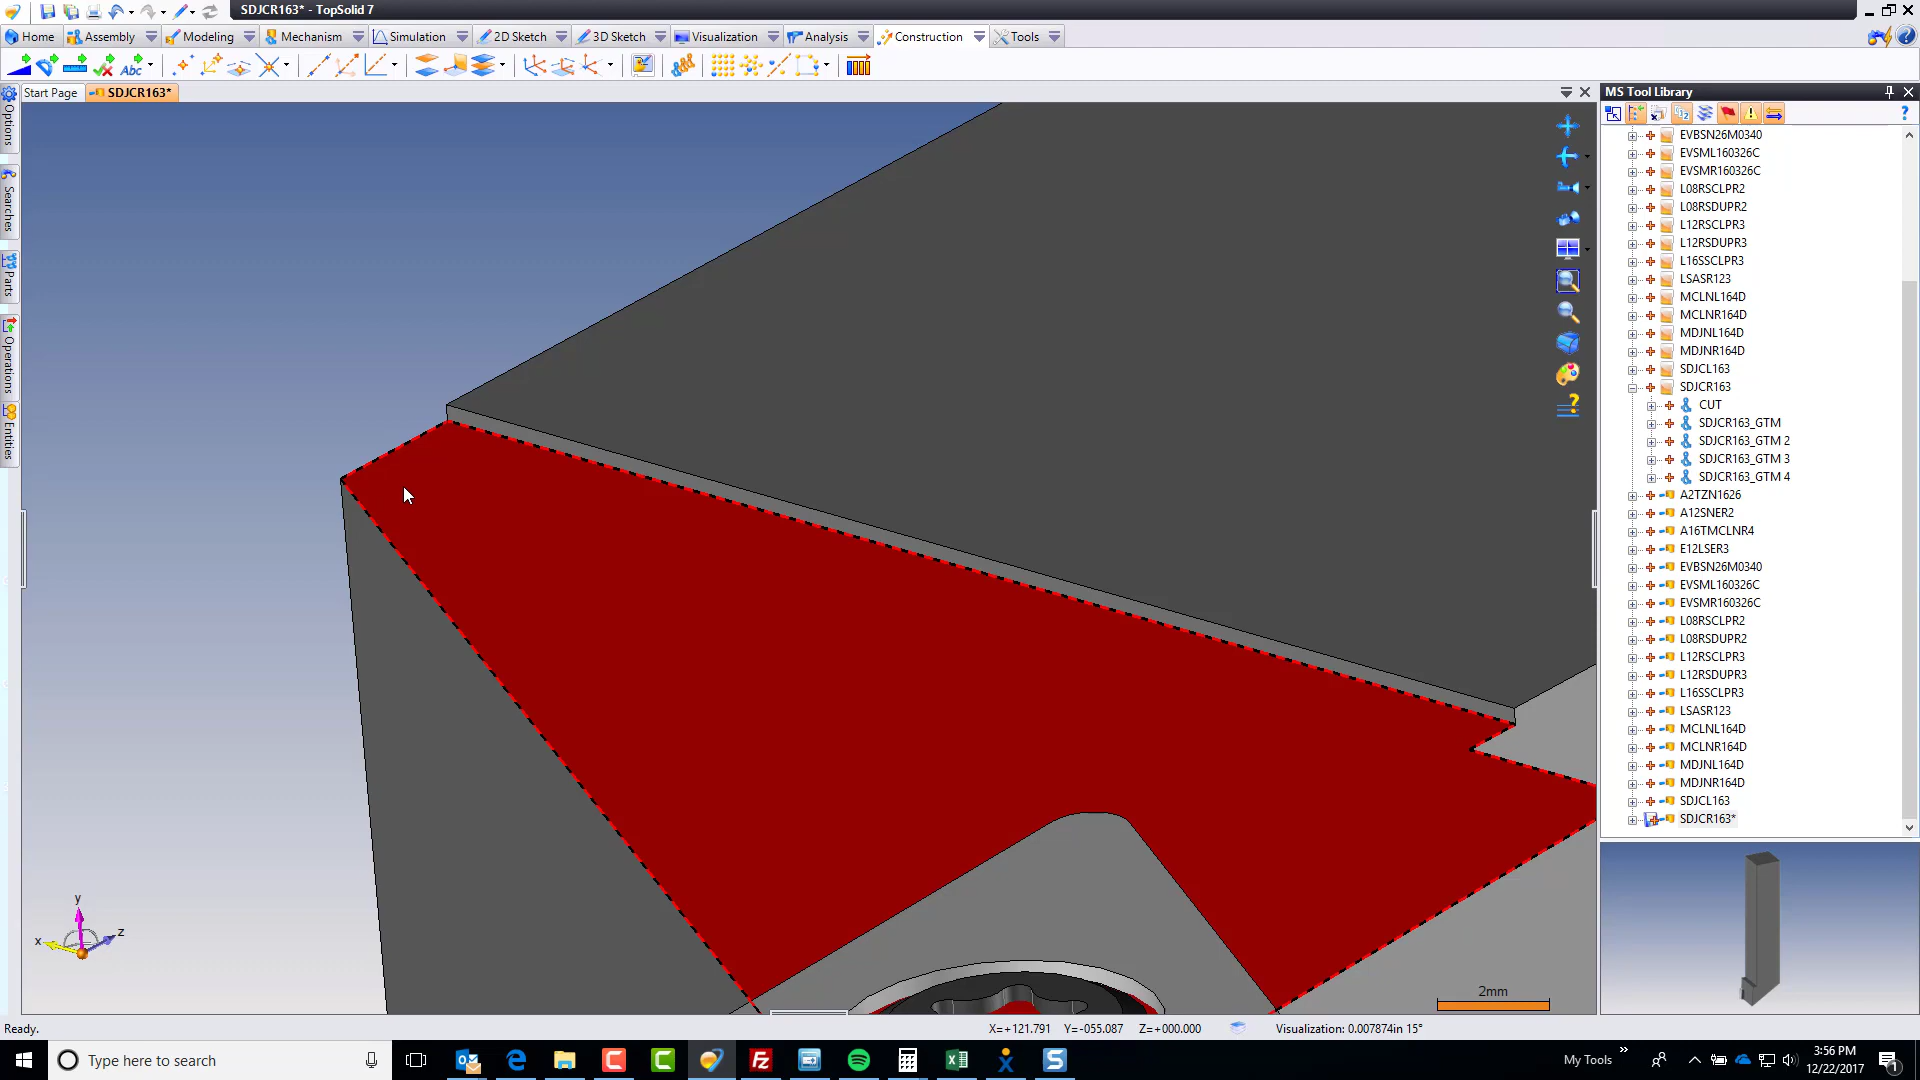 SDJCR163* - TopSolid 7
Home
Assembly
Modeling
Mechanism
Simulation
2D Sketch
3D Sketch
Visualization
Analysis
Construction
Tools
Abc
Start Page
SDJCR163*
MS Tool Library
Options
Searches
Parts
Operations
Entities
EVBSN26M0340
EVSML160326C
EVSMR160326C
L08RSCLPR2
L08RSDUPR2
L12RSCLPR3
L12RSDUPR3
L16SSCLPR3
LSASR123
MCLNL164D
MCLNR164D
MDJNL164D
MDJNR164D
SDJCL163
SDJCR163
CUT
SDJCR163_GTM
SDJCR163_GTM 2
SDJCR163_GTM 3
SDJCR163_GTM 4
A2TZN1626
A12SNER2
A16TMCLNR4
E12LSER3
EVBSN26M0340
EVSML160326C
EVSMR160326C
L08RSCLPR2
L08RSDUPR2
L12RSCLPR3
L12RSDUPR3
L16SSCLPR3
LSASR123
MCLNL164D
MCLNR164D
MDJNL164D
MDJNR164D
SDJCL163
SDJCR163*
y
x
z
2mm
Ready.
X=+121.791 Y=-055.087 Z=+000.000
Visualization: 0.007874in 15°
Type here to search
My Tools
3:56 PM
12/22/2017